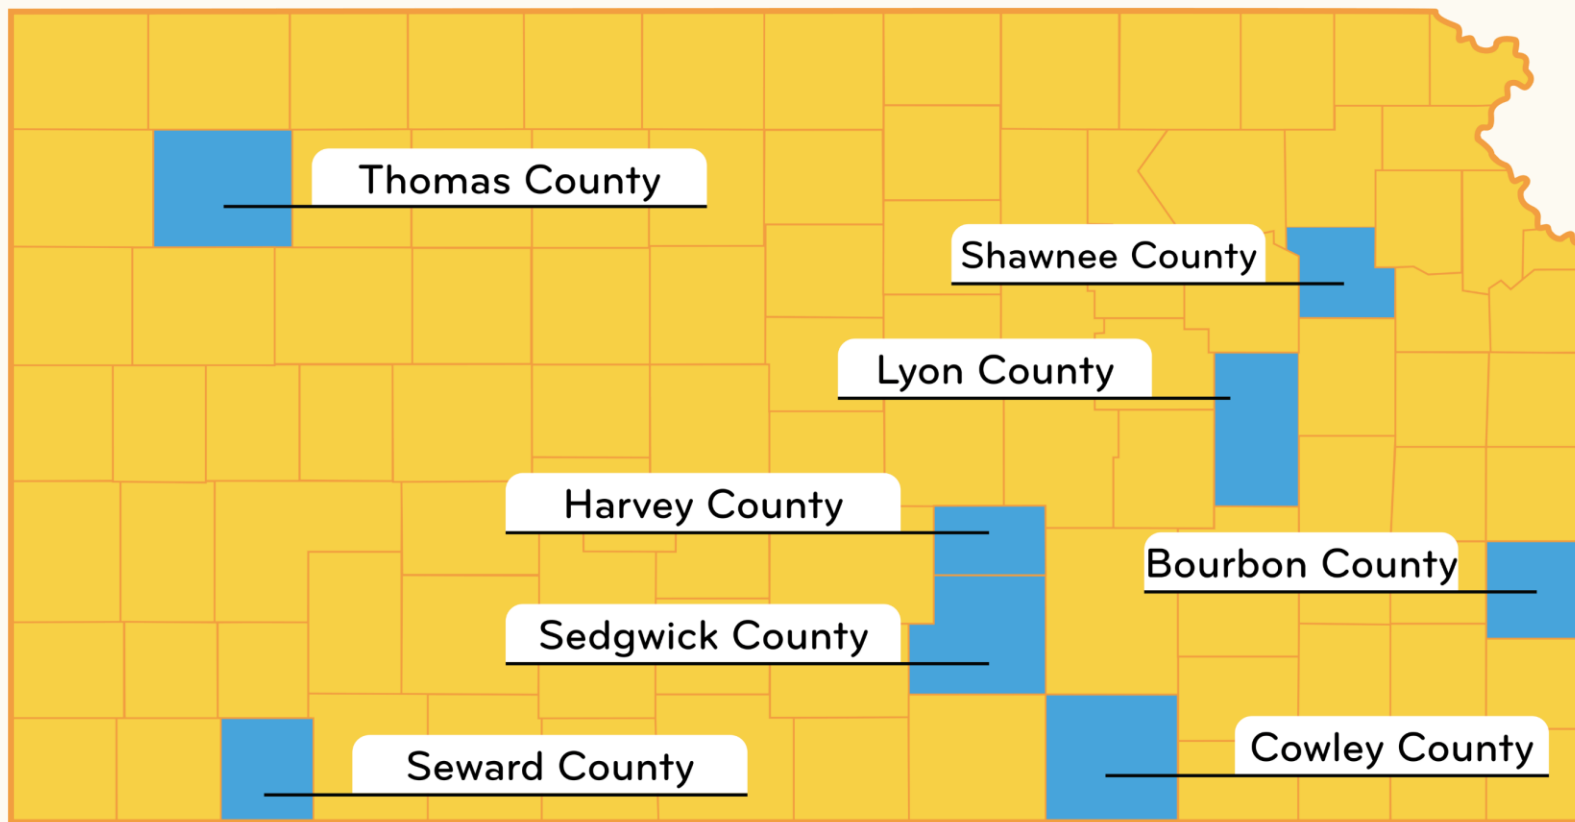 Thomas County
Shawnee County
Lyon County
Harvey County
Bourbon County
Sedgwick County
Cowley County
Seward County